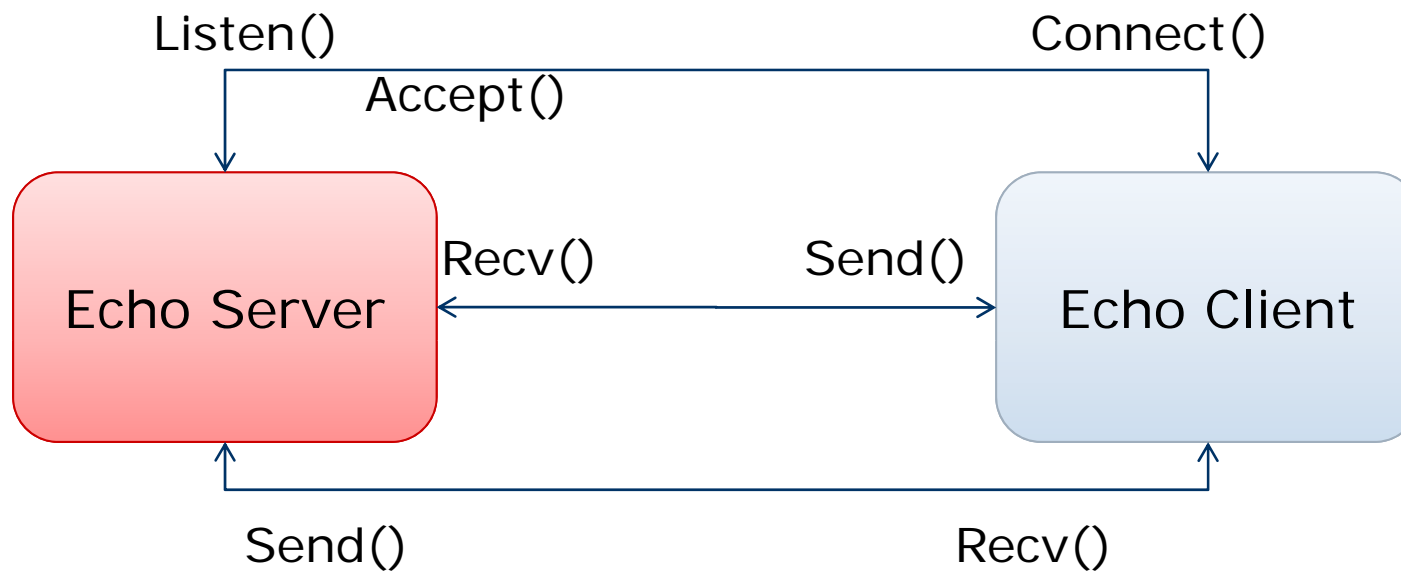 Listen()
Connect()
Accept()
Recv()
Send()
Echo Server
Echo Client
Send()
Recv()